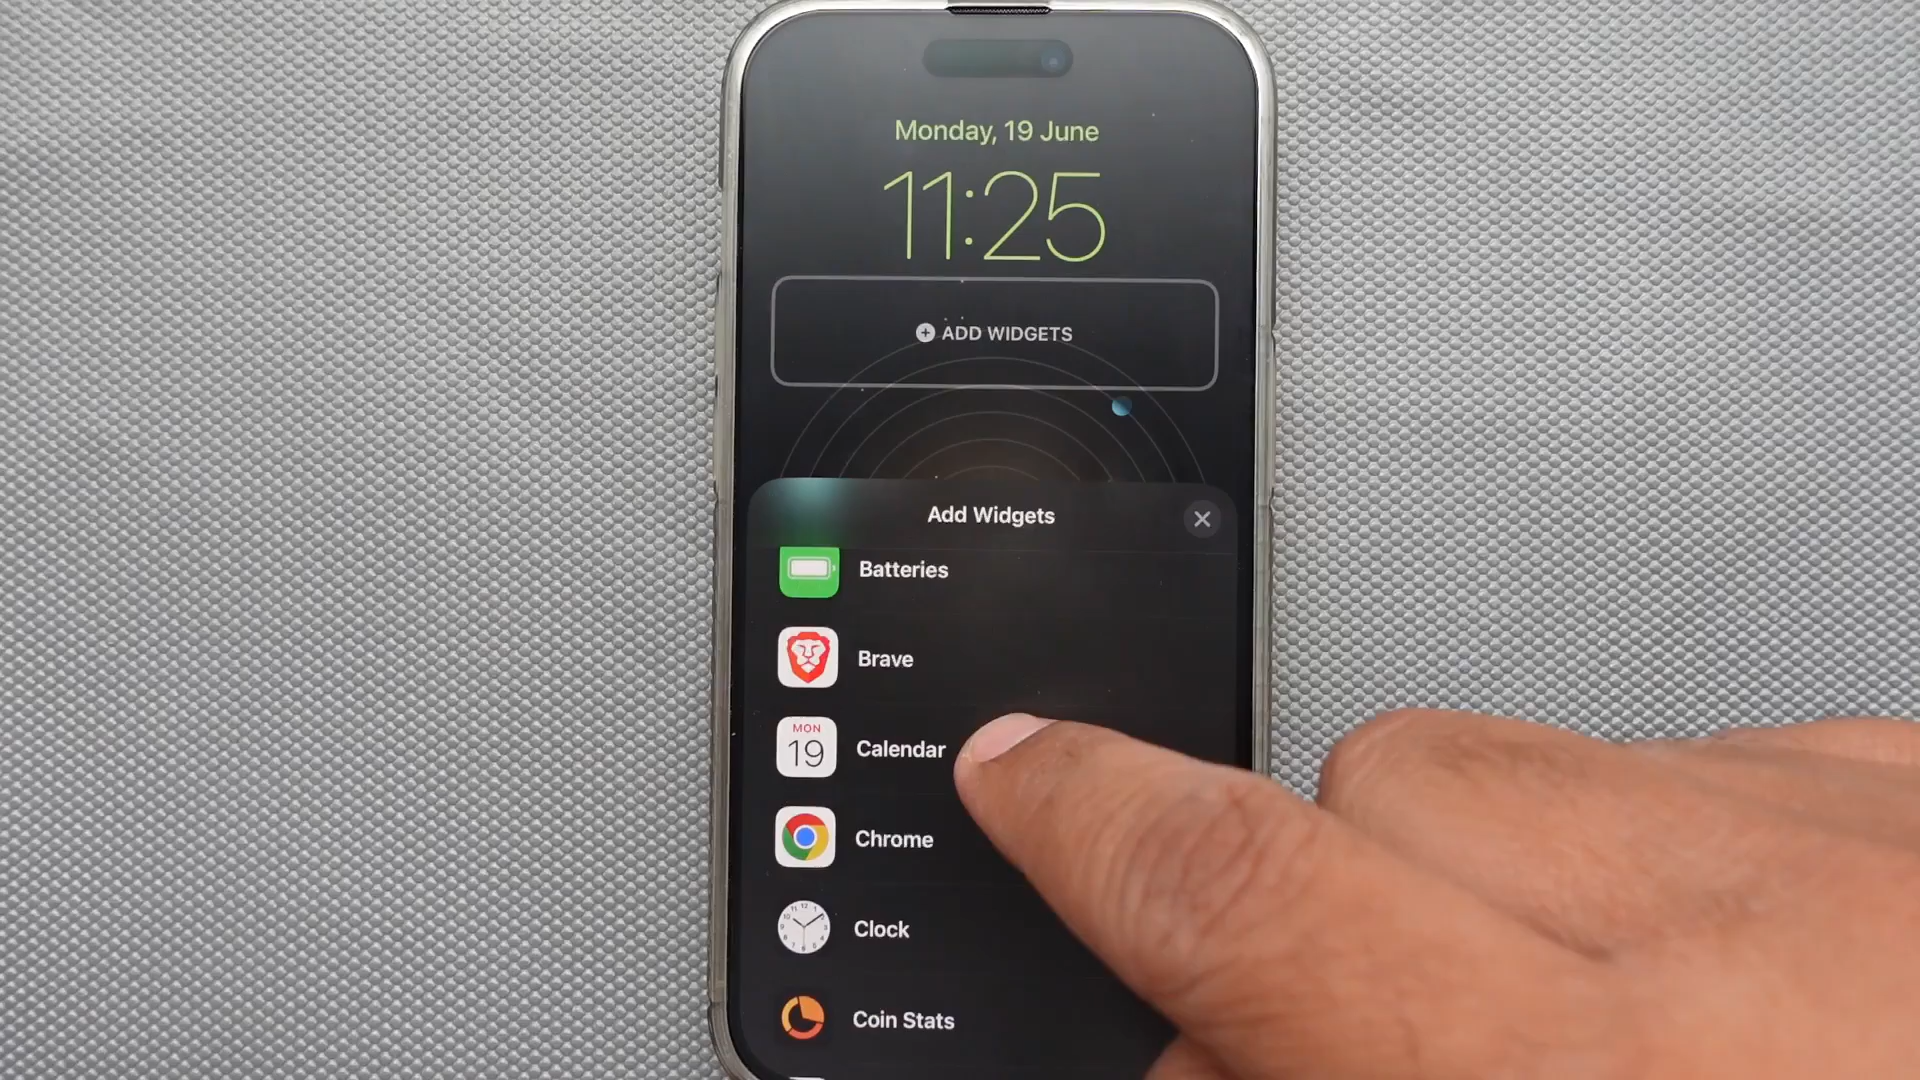 Monday, 19 June
11:25
ADD WIDGETS
Add Widgets
Batteries
Brave
MON
19
Calendar
Chrome
Clock
Coin Stats